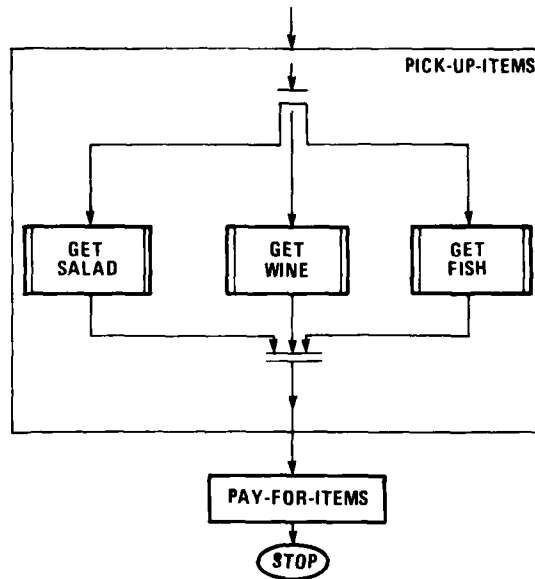 PICK-UP-ITEMS
GET
SALAD
GET
WINE
GET
FISH
PAY-FOR-ITEMS
STOP